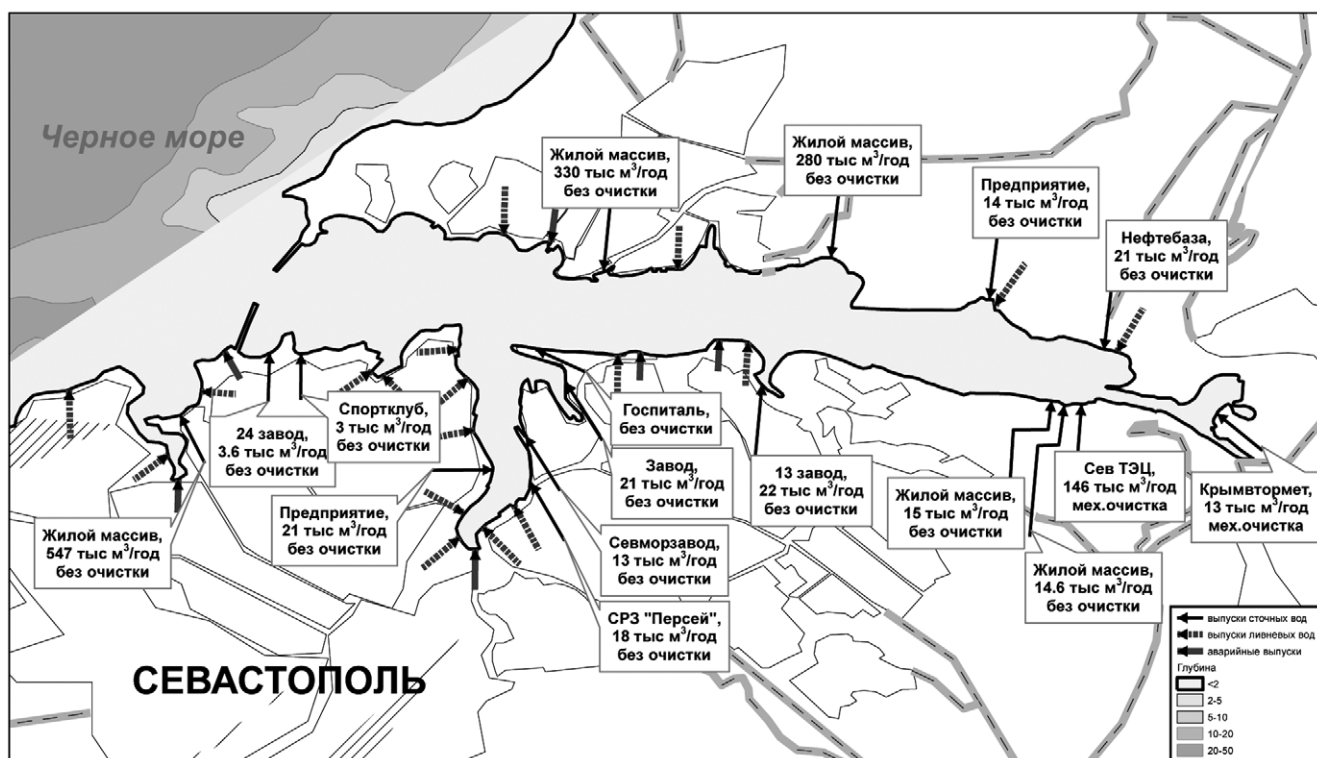 Черное море
Жилой массив,
330 тыс м³/год
без очистки
Жилой массив,
280 тыс м³/год
без очистки
Предприятие,
14 тыс м³/год
без очистки
Нефтебаза,
21 тыс м³/год
без очистки
24 завод,
3.6 тыс м³/год
без очистки
Спортклуб,
3 тыс м³/год
без очистки
Госпиталь,
без очистки
Завод,
21 тыс м³/год
без очистки
13 завод,
22 тыс м³/год
без очистки
Жилой массив,
15 тыс м³/год
без очистки
Сев ТЭЦ,
146 тыс м³/год
мех.очистка
Крымвтормет,
13 тыс м³/год
мех.очистка
Жилой массив,
547 тыс м³/год
без очистки
Предприятие,
21 тыс м³/год
без очистки
Севморзавод,
13 тыс м³/год
без очистки
Жилой массив,
14.6 тыс м³/год
без очистки
СРЗ "Персей",
18 тыс м³/год
без очистки
СЕВАСТОПОЛЬ
выпуски сточных вод
выпуски ливневых вод
аварийные выпуски
Глубина
<2
2-5
5-10
10-20
20-50